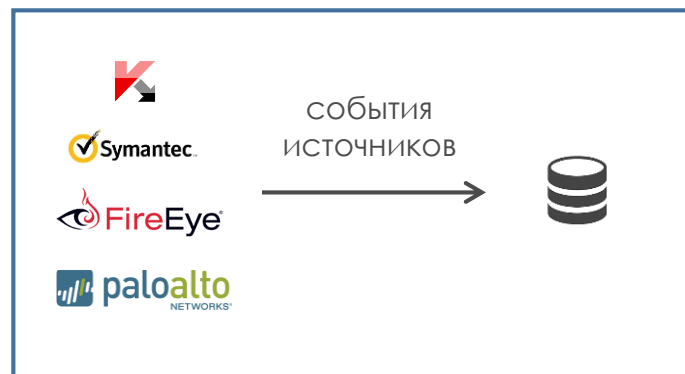 события
источников
Symantec.
FireEye®
paloalto
NETWORKS®